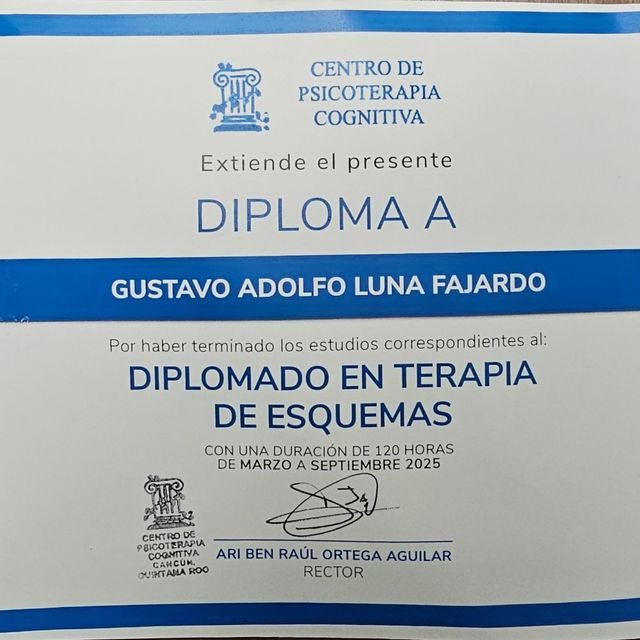 CENTRO DE
PSICOTERAPIA
COGNITIVA
Extiende el presente
DIPLOMA A
GUSTAVO ADOLFO LUNA FAJARDO
Por haber terminado los estudios correspondientes al:
DIPLOMADO EN TERAPIA
DE ESQUEMAS
CON UNA DURACIÓN DE 120 HORAS
DE MARZO A SEPTIEMBRE 2025
CENTRO DE
PSICOTERAPIA
COGNITIVA
CANCÚN,
QUINTANA ROO
ARI BEN RAÚL ORTEGA AGUILAR
RECTOR